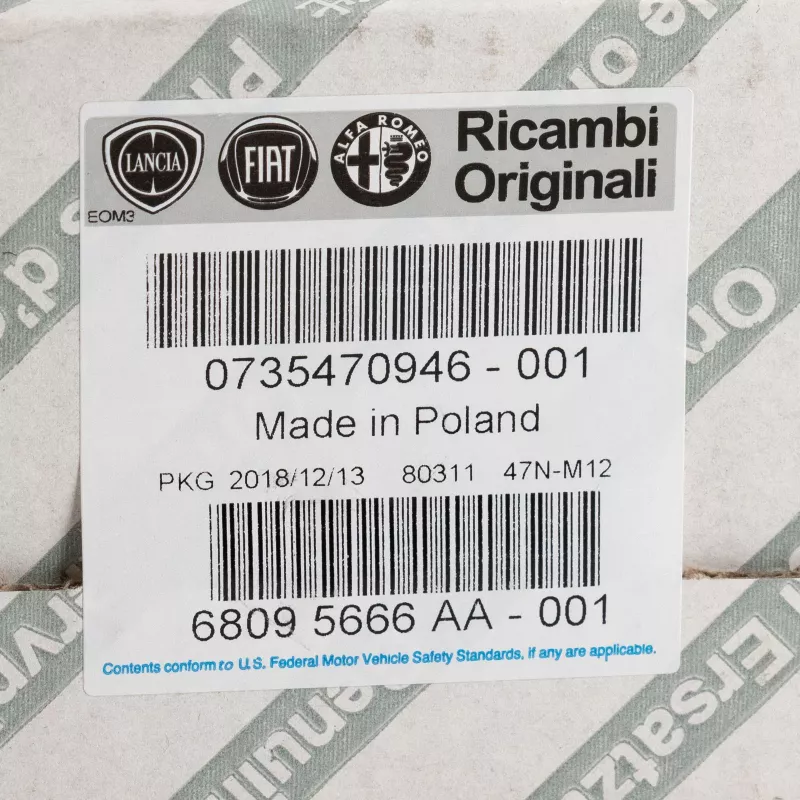 LANCIA
FIAT
ALFA ROMEO
Ricambi
Originali
EOM3
0735470946 - 001
Made in Poland
PKG 2018/12/13 80311 47N-M12
6809 5666 AA - 001
Contents conform to U.S. Federal Motor Vehicle Safety Standards, if any are applicable.